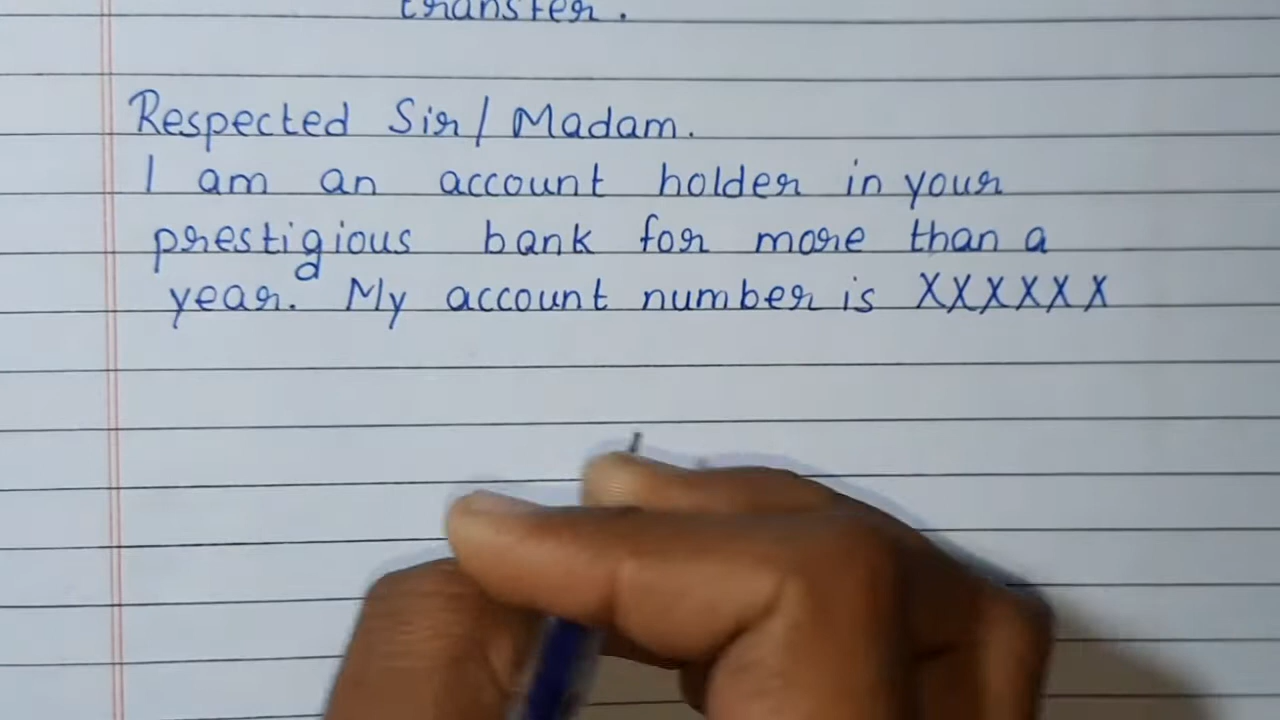 transfer.
Respected Sir/Madam.
I am an account holder in your
prestigious bank for more than a
year. My account number is XXXXXX